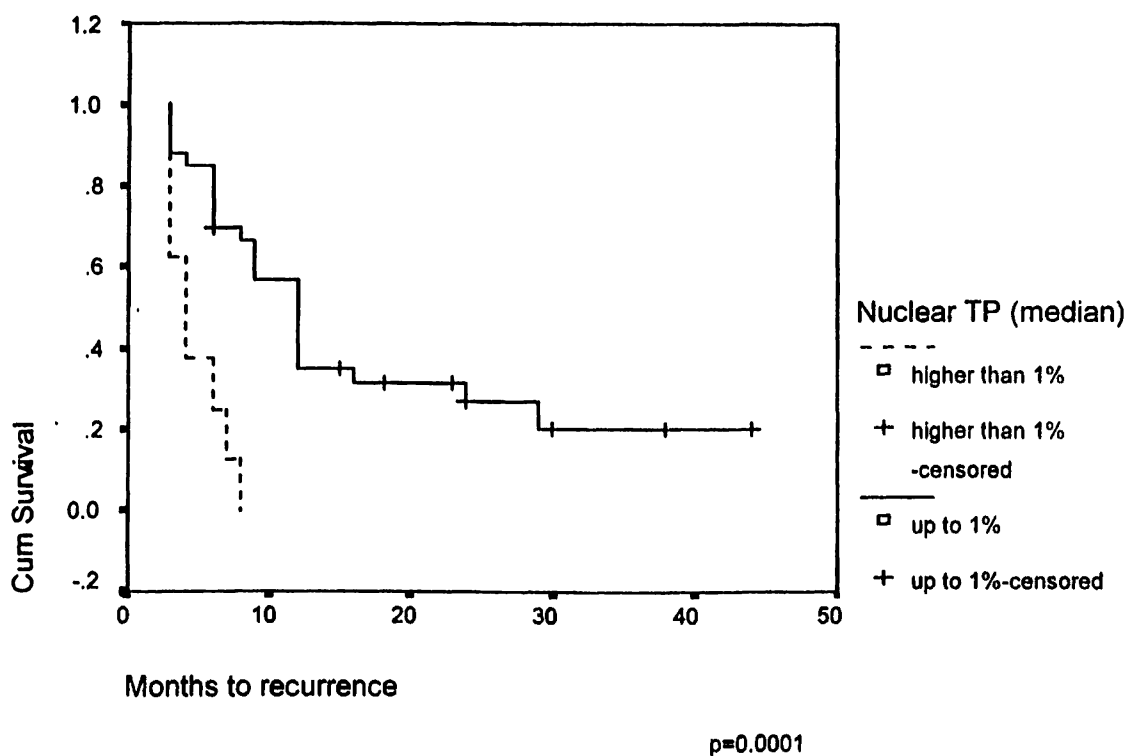 1.2
1.0
.8
.6
.4
.2
0.0
-.2
Cum Survival
0
10
20
30
40
50
Months to recurrence
Nuclear TP (median)
higher than 1%
higher than 1%
-censored
up to 1%
up to 1%-censored
p=0.0001